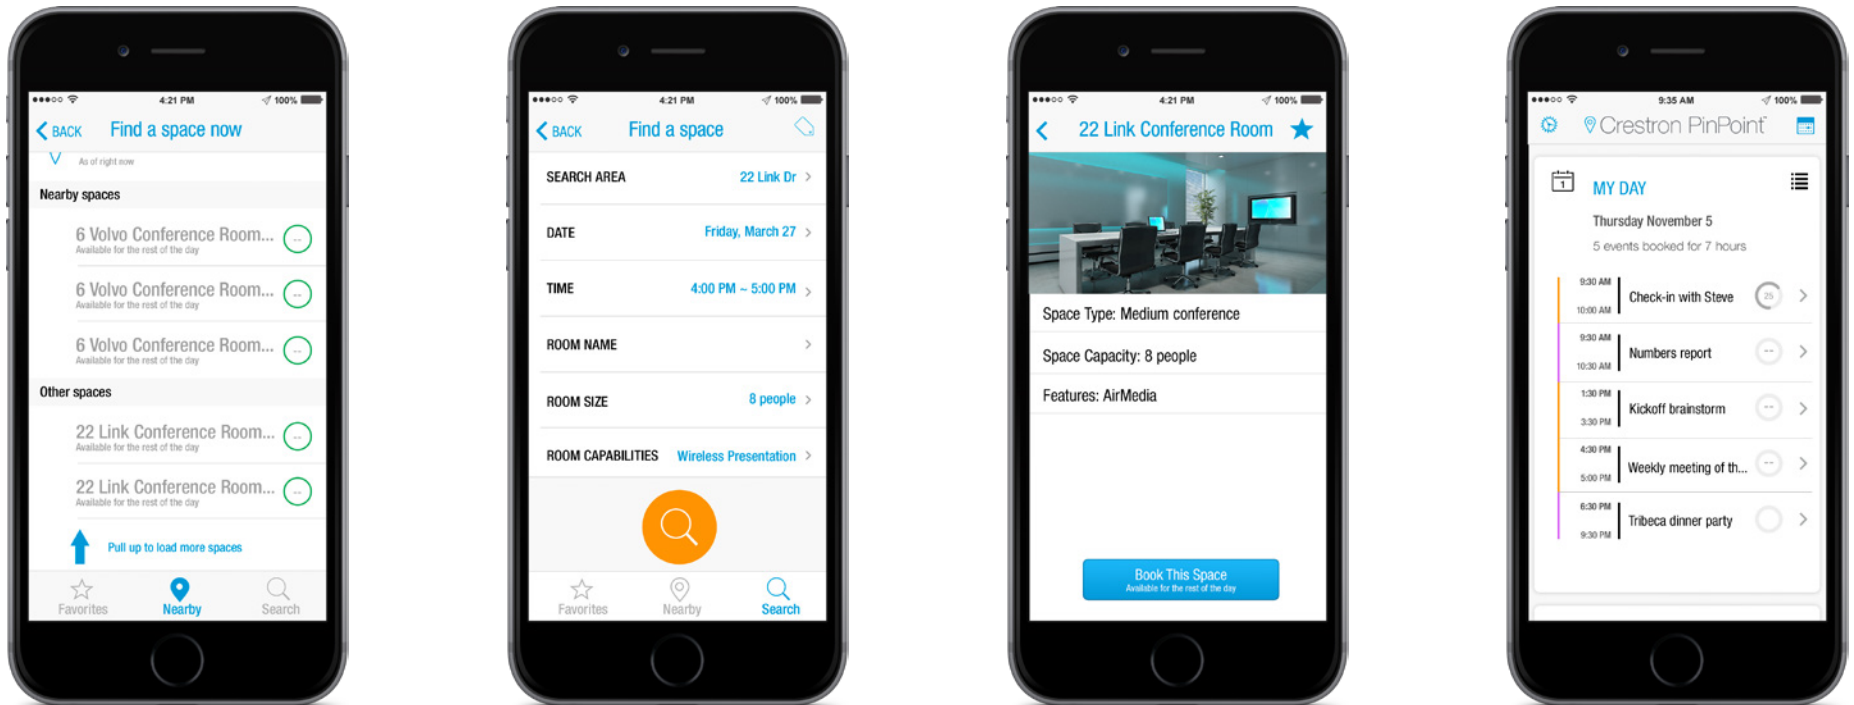 4:21 PM
100%
BACK
Find a space now
As of right now
Nearby spaces
6 Volvo Conference Room...
Available for the rest of the day
--
6 Volvo Conference Room...
Available for the rest of the day
--
6 Volvo Conference Room...
Available for the rest of the day
--
Other spaces
22 Link Conference Room...
Available for the rest of the day
--
22 Link Conference Room...
Available for the rest of the day
--
Pull up to load more spaces
Favorites
Nearby
Search
4:21 PM
100%
BACK
Find a space
SEARCH AREA
22 Link Dr
DATE
Friday, March 27
TIME
4:00 PM ~ 5:00 PM
ROOM NAME
ROOM SIZE
8 people
ROOM CAPABILITIES
Wireless Presentation
Favorites
Nearby
Search
4:21 PM
100%
22 Link Conference Room
Space Type: Medium conference
Space Capacity: 8 people
Features: AirMedia
Book This Space
Available for the rest of the day
9:35 AM
100%
Crestron PinPoint™
1
MY DAY
Thursday November 5
5 events booked for 7 hours
9:30 AM
10:00 AM
Check-in with Steve
25
9:30 AM
10:30 AM
Numbers report
--
1:30 PM
3:30 PM
Kickoff brainstorm
--
4:30 PM
5:00 PM
Weekly meeting of th...
--
6:30 PM
9:30 PM
Tribeca dinner party